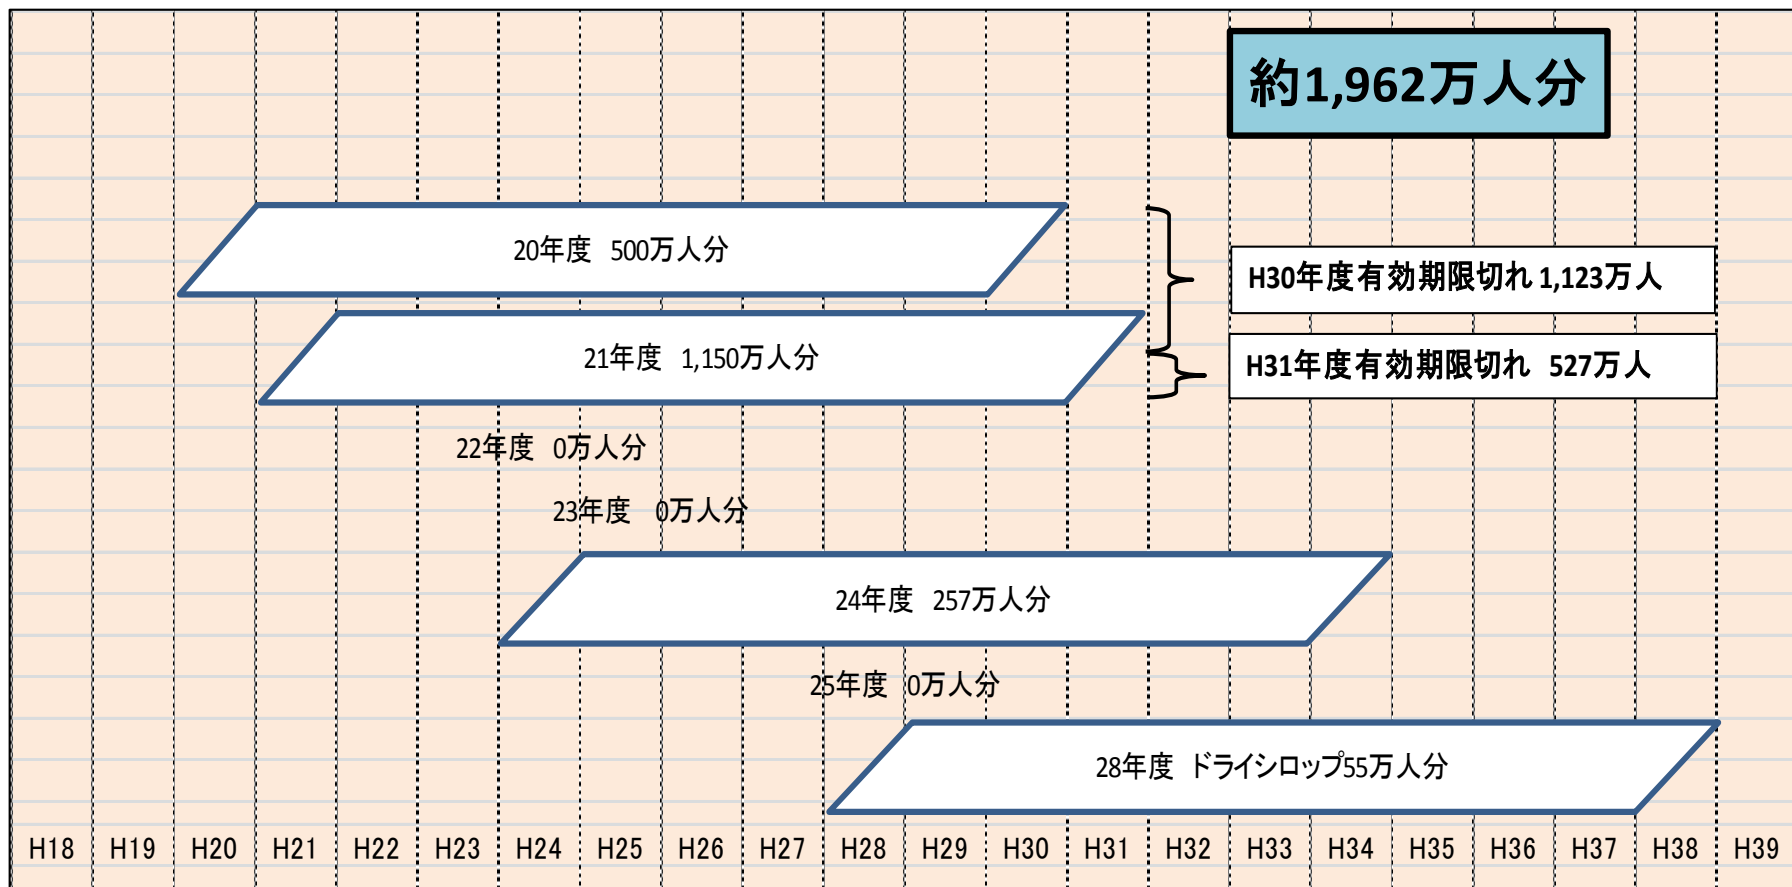 約1,962万人分
20年度 500万人分
H30年度有効期限切れ 1,123万人
21年度 1,150万人分
H31年度有効期限切れ 527万人
22年度 0万人分
23年度 0万人分
24年度 257万人分
25年度 0万人分
28年度 ドライシロップ55万人分
H18 H19 H20 H21 H22 H23 H24 H25 H26 H27 H28 H29 H30 H31 H32 H33 H34 H35 H36 H37 H38 H39